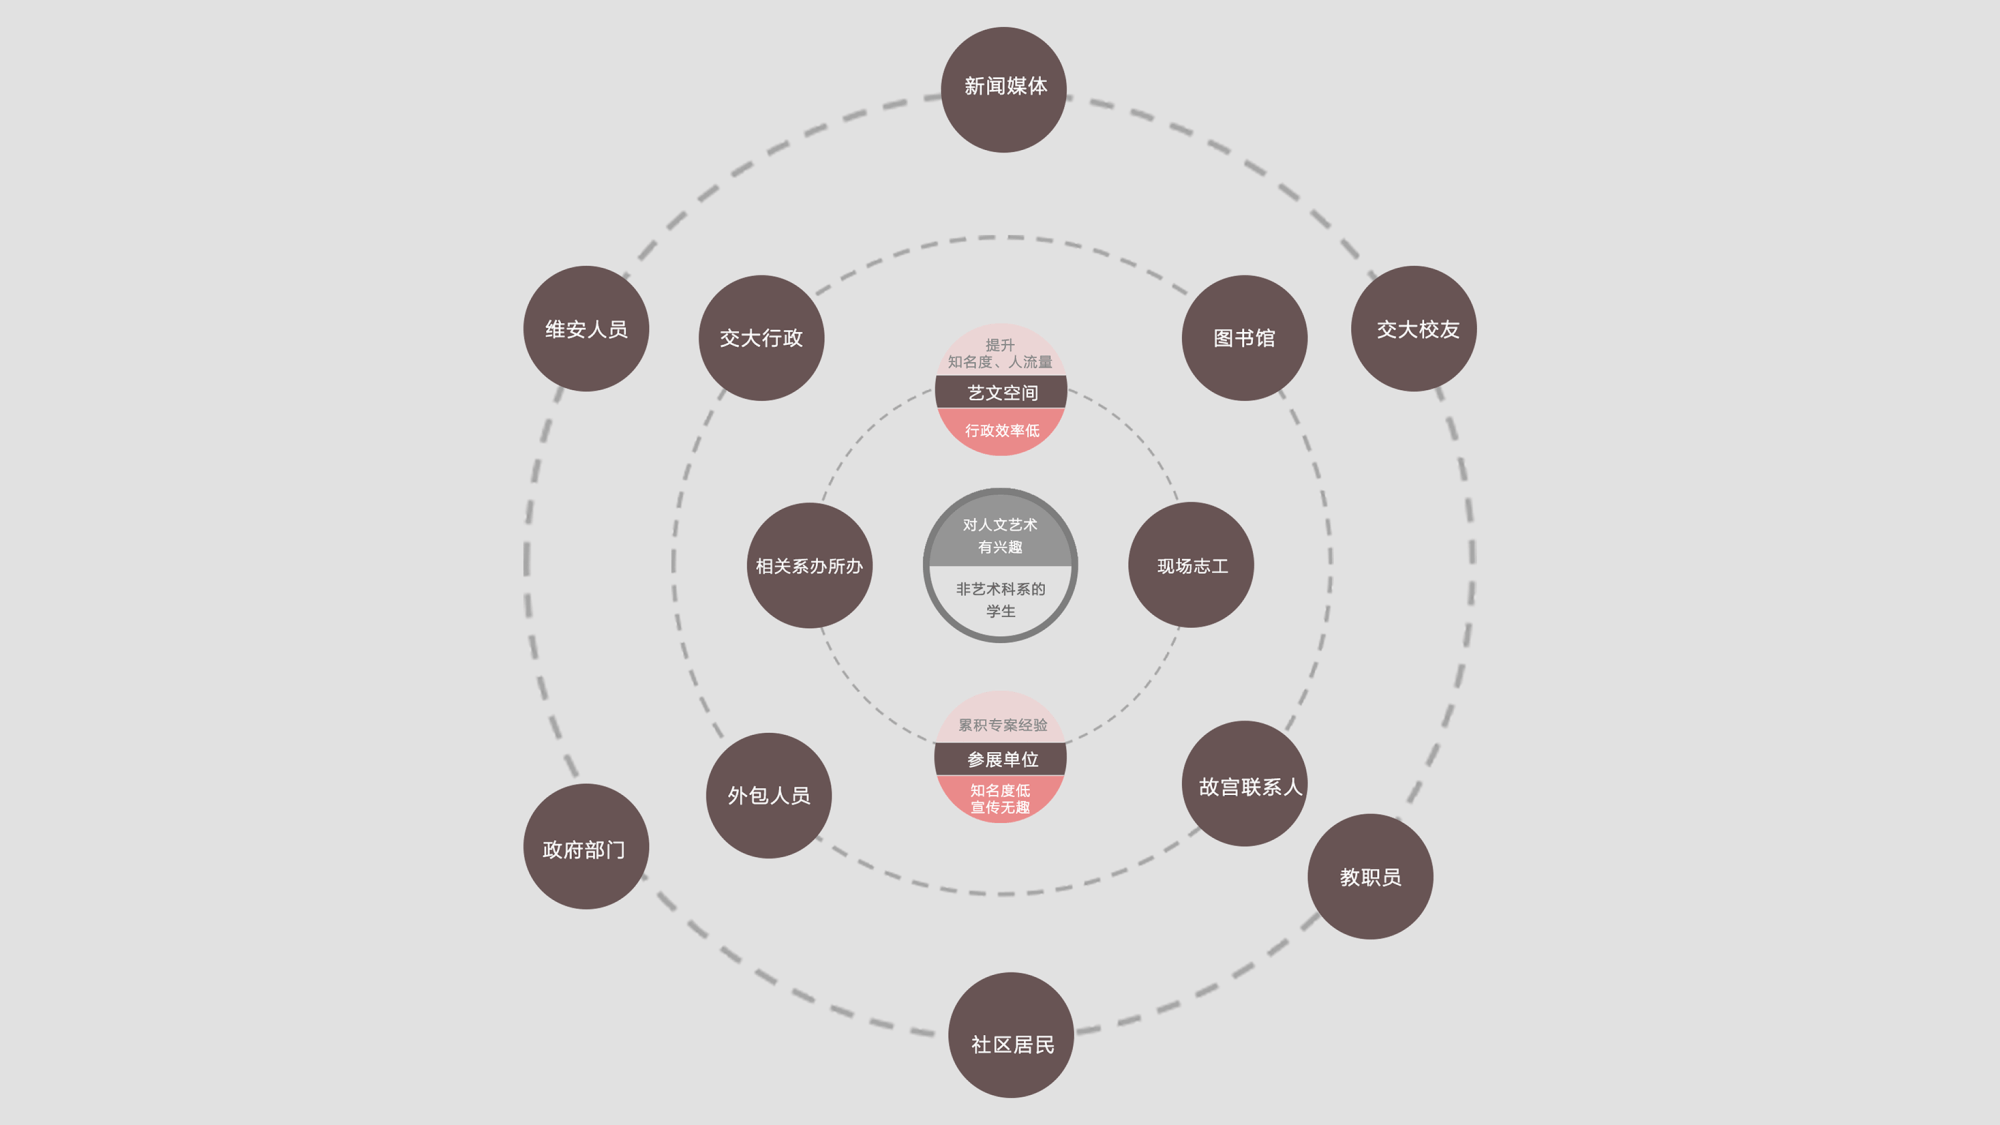 新闻媒体
维安人员
交大行政
图书馆
交大校友
提升
知名度、人流量
艺文空间
行政效率低
对人文艺术
有兴趣
非艺术科系的
学生
相关系办所办
现场志工
累积专案经验
参展单位
知名度低
宣传无趣
外包人员
故宫联系人
政府部门
教职员
社区居民